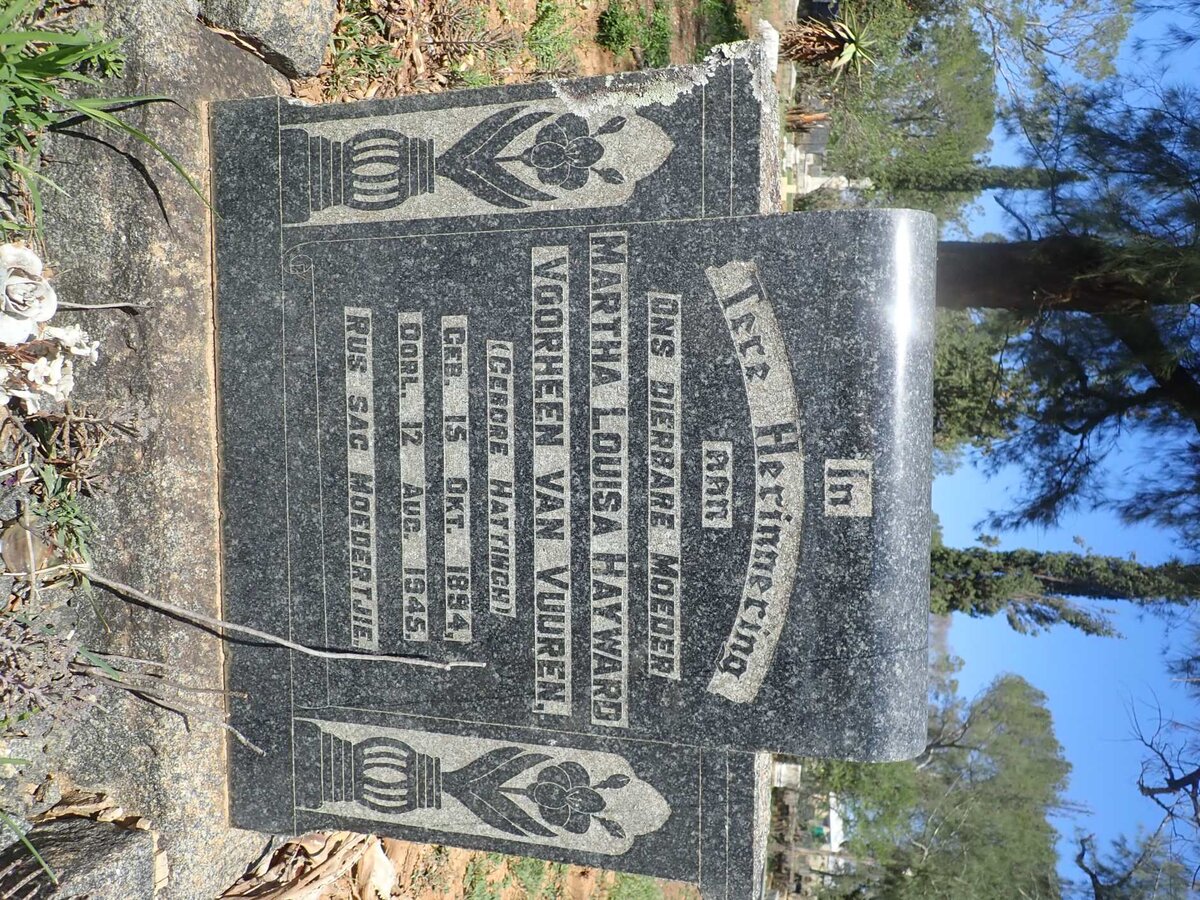 In
Terr Herinnering
aan
ONS DIERBARE MOEDER
MARTHA LOUISA HAYWARD
VOORHEEN VAN VUUREN,
(GEBORE HATTINGH)
GEB. 15 OKT. 1894,
OORL. 12 AUG. 1945.
RUS SAG MOEDERTJIE.